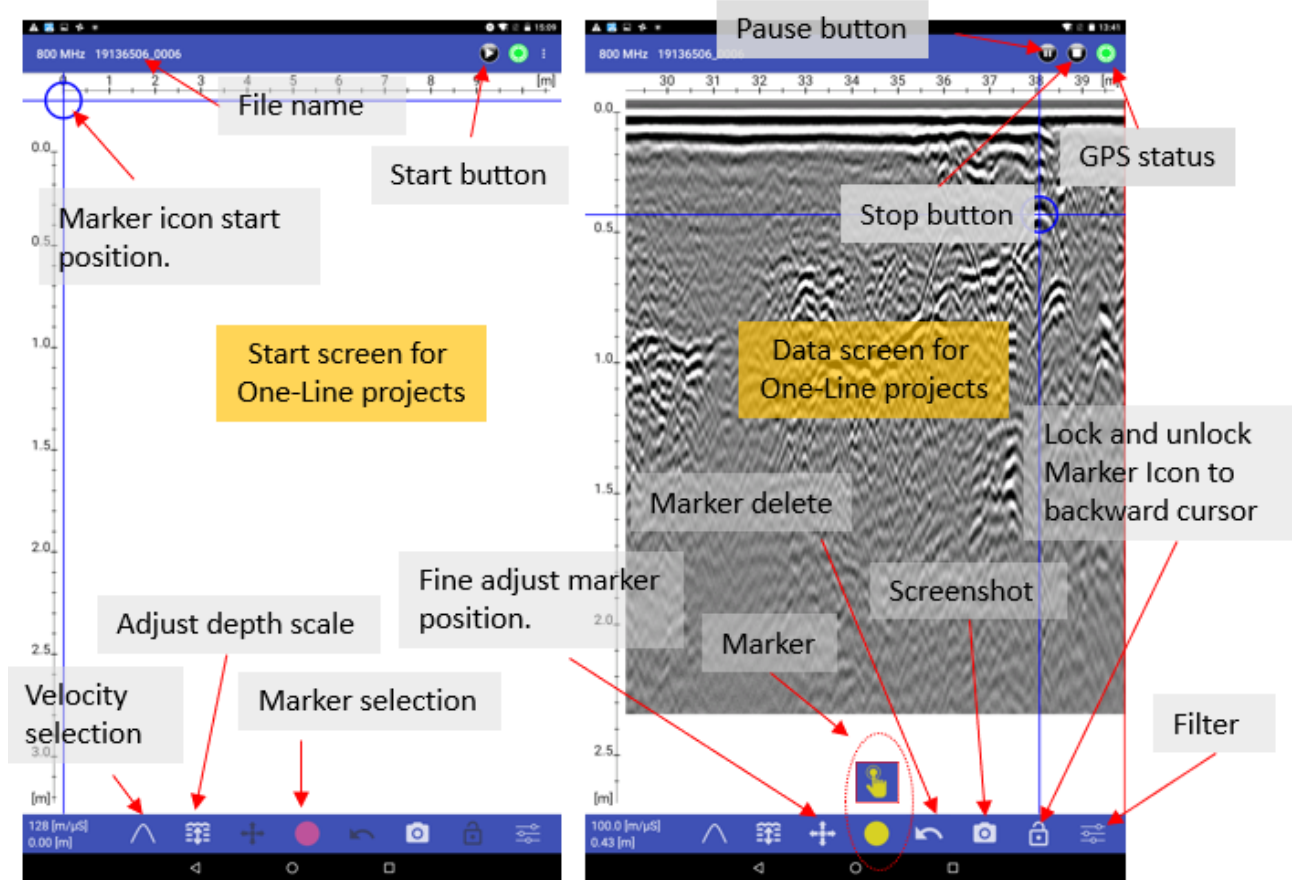 15:09
800 MHz 19136506_0006
0 1 2 3 4 5 6 7 8 9 [m]
File name
Start button
Marker icon start
position.
0.0
0.5
1.0
1.5
2.0
2.5
3.0
[m]
Start screen for
One-Line projects
Adjust depth scale
Velocity
selection
Marker selection
128 [m/µS]
0.00 [m]
13:41
Pause button
800 MHz 19136506_
30 31 32 33 34 35 36 37 38 39 [m
GPS status
Stop button
0.0
0.5
1.0
1.5
2.0
2.5
[m]
Data screen for
One-Line projects
Lock and unlock
Marker Icon to
backward cursor
Marker delete
Fine adjust marker
position.
Screenshot
Marker
Filter
100.0 [m/µS]
0.43 [m]